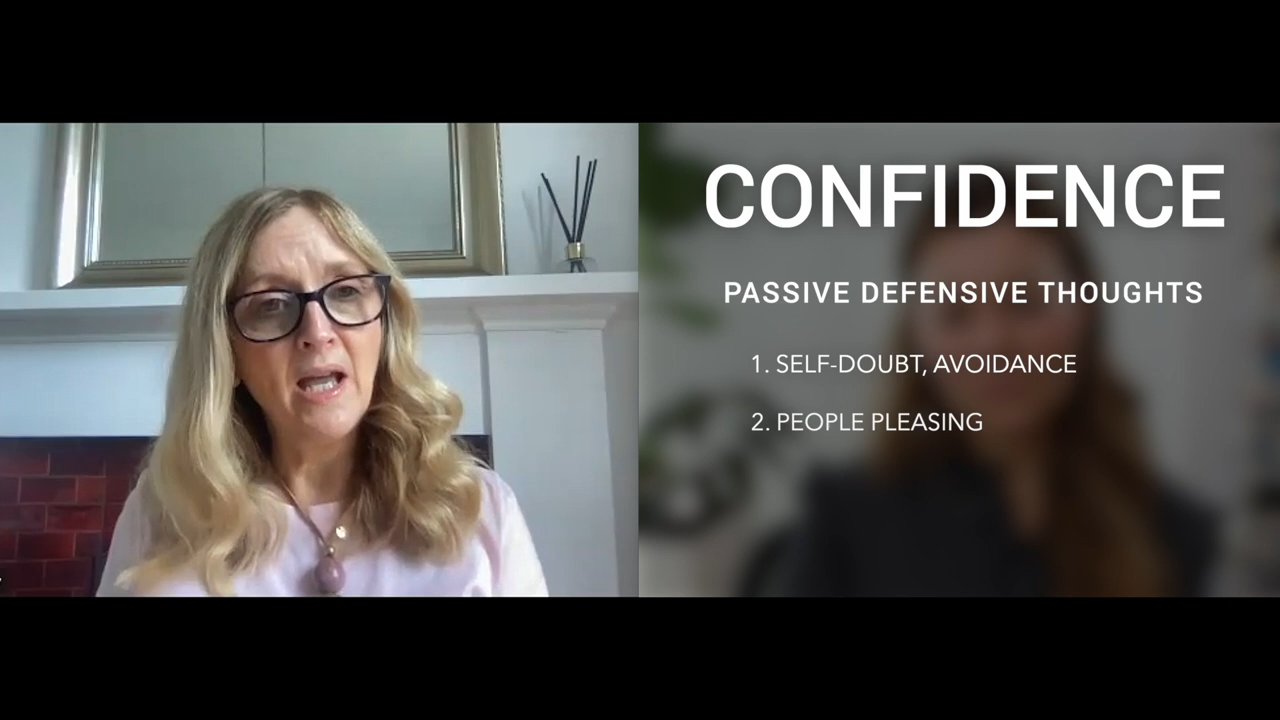 CONFIDENCE
PASSIVE DEFENSIVE THOUGHTS
1. SELF-DOUBT, AVOIDANCE
2. PEOPLE PLEASING